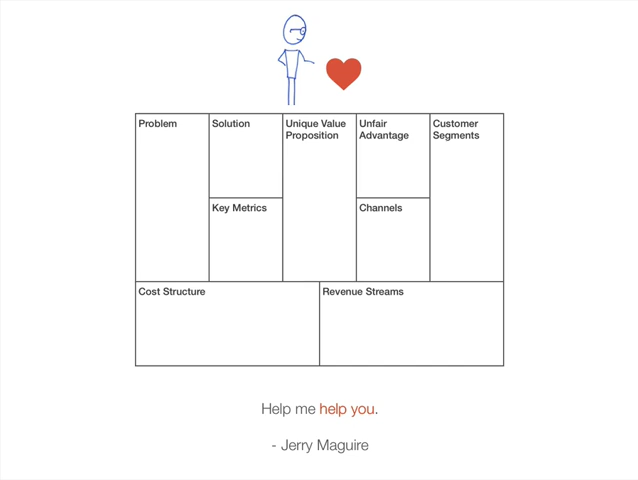 Problem
Solution
Unique Value
Proposition
Unfair
Advantage
Customer
Segments
Key Metrics
Channels
Cost Structure
Revenue Streams
Help me help you.
- Jerry Maguire